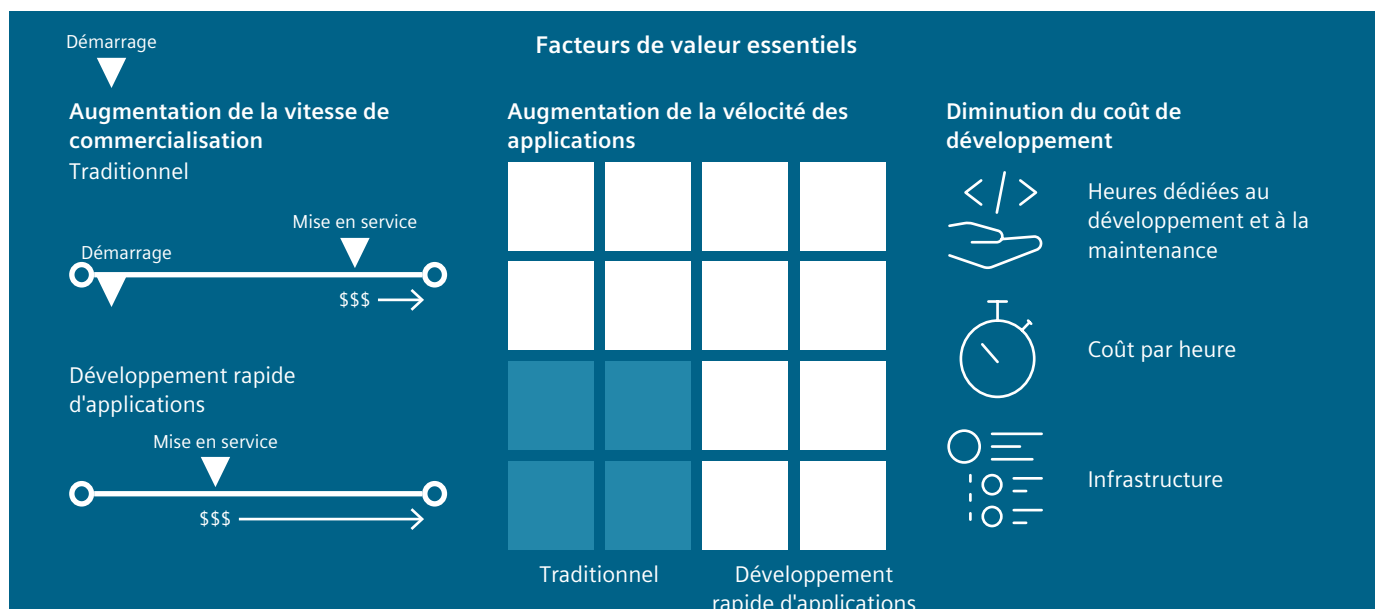 Facteurs de valeur essentiels
Démarrage
Augmentation de la vitesse de
commercialisation
Traditionnel
Mise en service
Démarrage
$$$
Développement rapide
d'applications
Mise en service
$$$
Augmentation de la vélocité des
applications
Traditionnel
Développement
rapide d'applications
Diminution du coût de
développement
</>
Heures dédiées au
développement et à la
maintenance
Coût par heure
Infrastructure